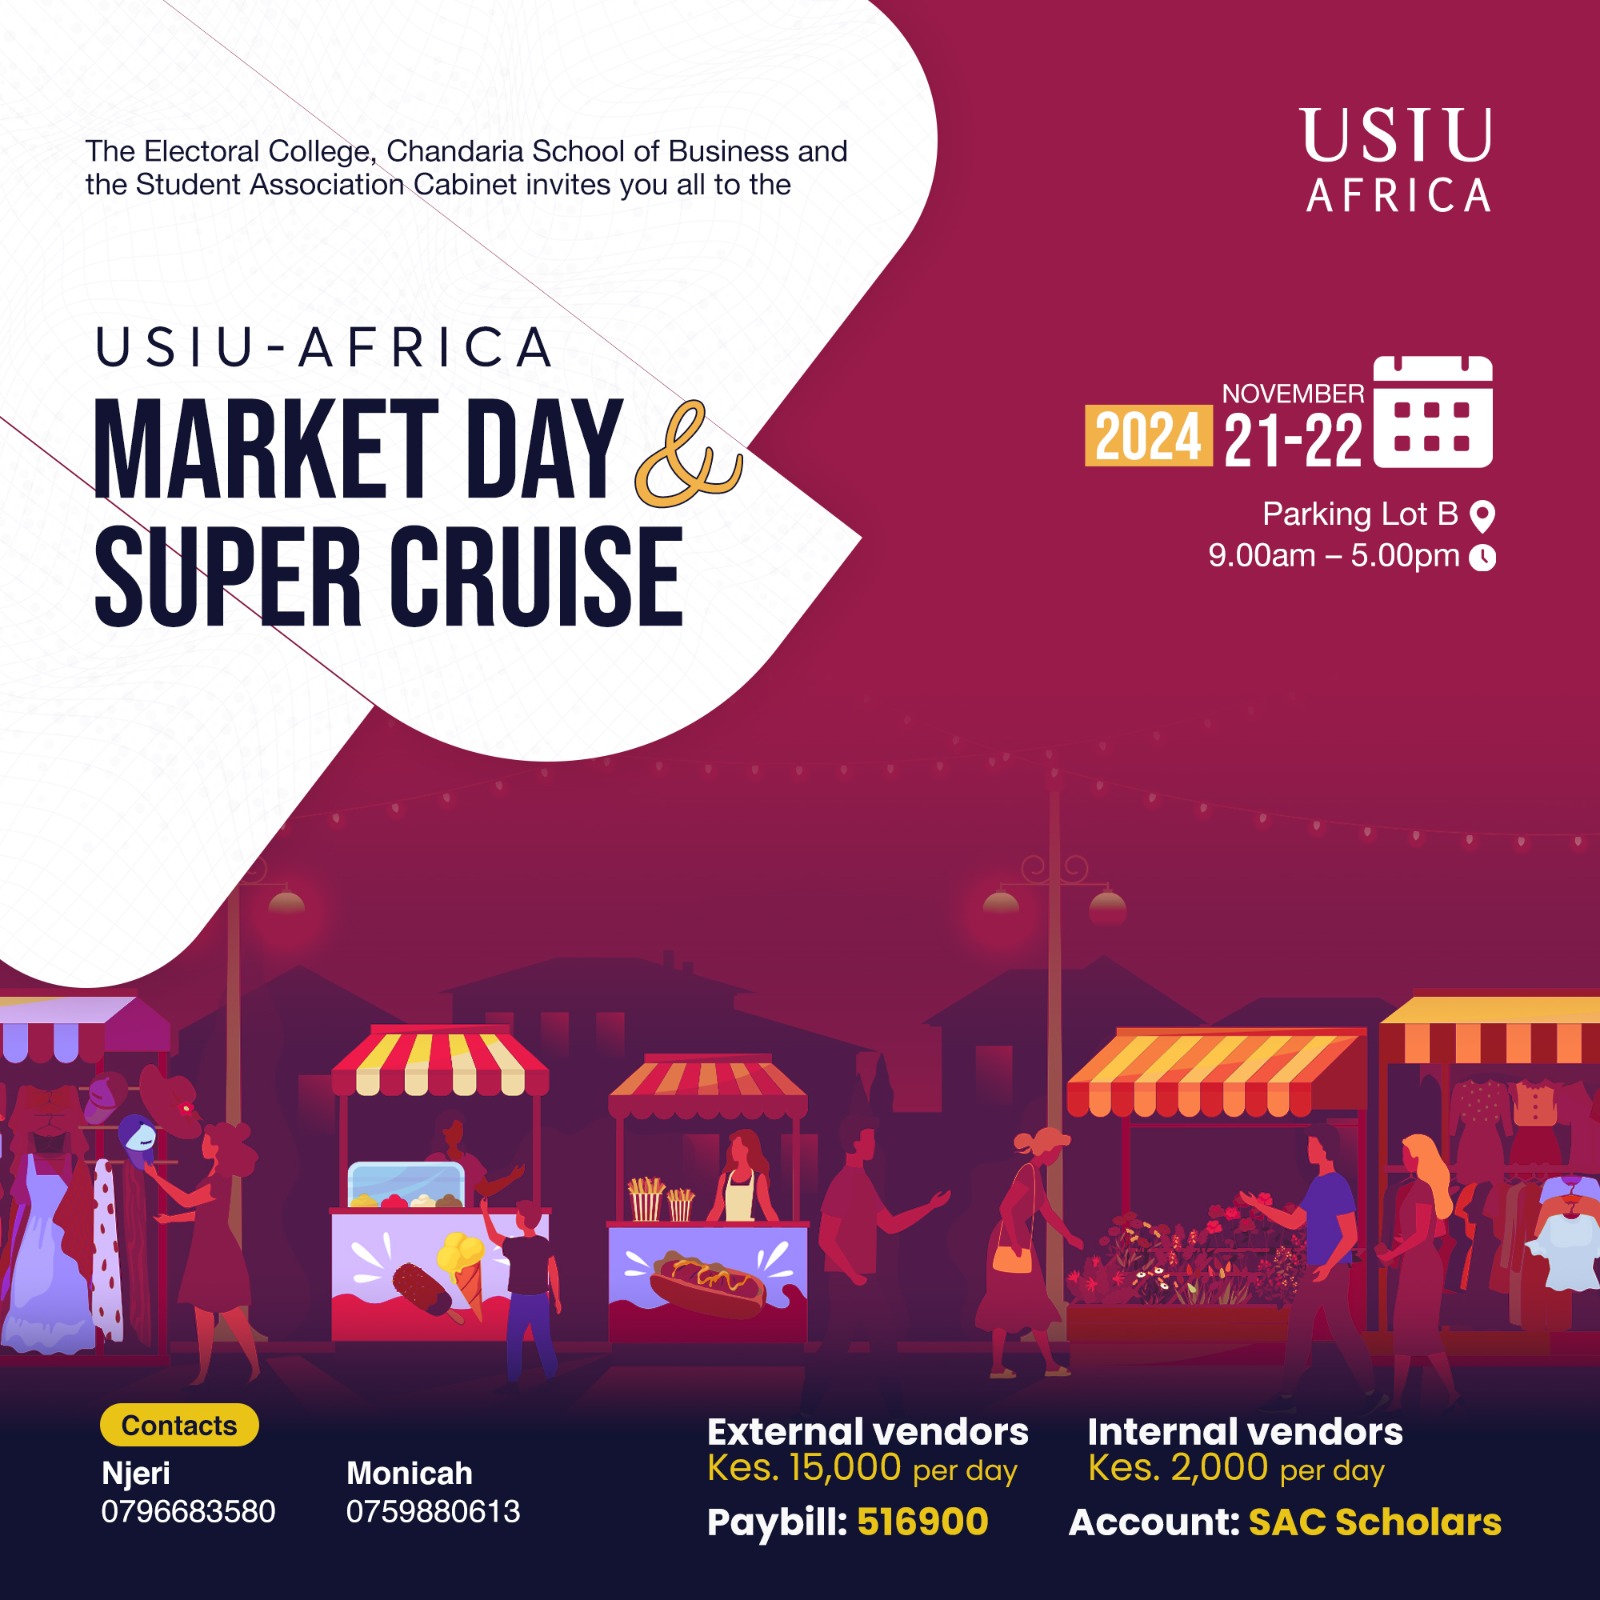 The Electoral College, Chandaria School of Business and
the Student Association Cabinet invites you all to the
USIU
AFRICA
USIU-AFRICA
MARKET DAY &
SUPER CRUISE
2024
NOVEMBER
21-22
Parking Lot B
9.00am – 5.00pm
Contacts
Njeri
0796683580
Monicah
0759880613
External vendors
Kes. 15,000 per day
Internal vendors
Kes. 2,000 per day
Paybill: 516900
Account: SAC Scholars